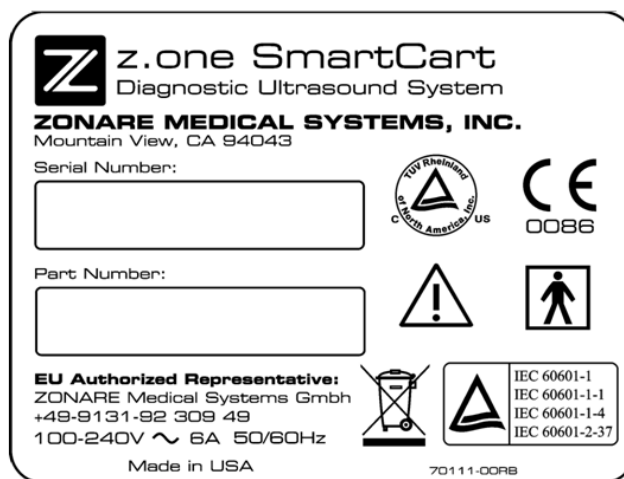 z.one SmartCart
Diagnostic Ultrasound System
ZONARE MEDICAL SYSTEMS, INC.
Mountain View, CA 94043
Serial Number:
TUV Rheinland
of North America, Inc.
C US
CE
0086
Part Number:
EU Authorized Representative:
ZONARE Medical Systems Gmbh
+49-9131-92 309 49
100-240V ~ 6A 50/60Hz
Made in USA
IEC 60601-1
IEC 60601-1-1
IEC 60601-1-4
IEC 60601-2-37
70111-00RB